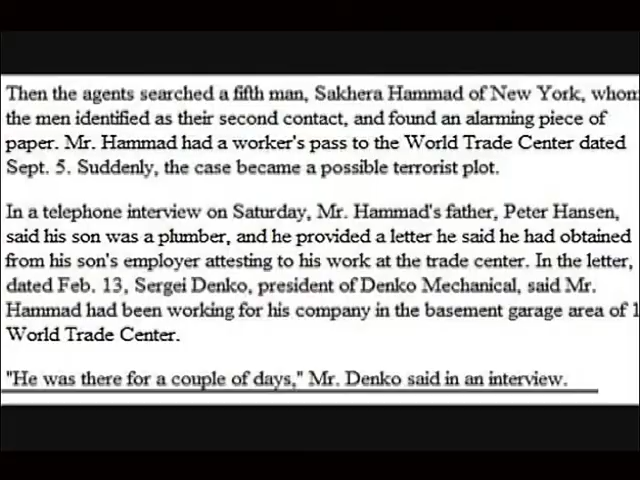 Then the agents searched a fifth man, Sakhera Hammad of New York, whom
the men identified as their second contact, and found an alarming piece of
paper. Mr. Hammad had a worker's pass to the World Trade Center dated
Sept. 5. Suddenly, the case became a possible terrorist plot.
In a telephone interview on Saturday, Mr. Hammad's father, Peter Hansen,
said his son was a plumber, and he provided a letter he said he had obtained
from his son's employer attesting to his work at the trade center. In the letter,
dated Feb. 13, Sergei Denko, president of Denko Mechanical, said Mr.
Hammad had been working for his company in the basement garage area of 1
World Trade Center.
"He was there for a couple of days," Mr. Denko said in an interview.